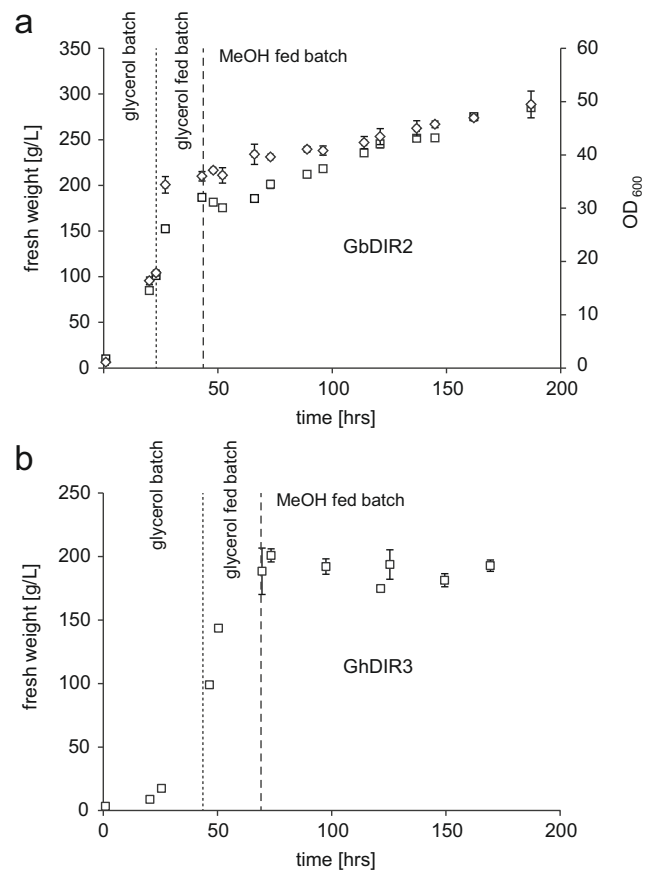 a
glycerol batch
glycerol fed batch
MeOH fed batch
350
300
250
200
150
100
50
0
fresh weight [g/L]
60
50
40
30
20
10
0
OD600
GbDIR2
50
100
150
200
time [hrs]
b
glycerol batch
glycerol fed batch
MeOH fed batch
250
200
150
100
50
0
fresh weight [g/L]
GhDIR3
0
50
100
150
200
time [hrs]